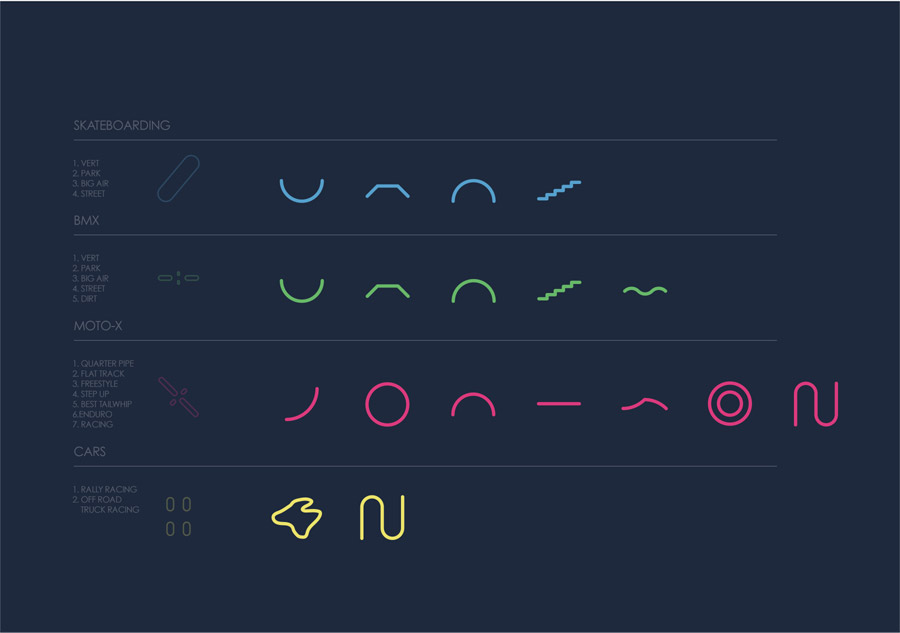 SKATEBOARDING
1. VERT
2. PARK
3. BIG AIR
4. STREET
BMX
1. VERT
2. PARK
3. BIG AIR
4. STREET
5. DIRT
MOTO-X
1. QUARTER PIPE
2. FLAT TRACK
3. FREESTYLE
4. STEP UP
5. BEST TAILWHIP
6.ENDURO
7. RACING
CARS
1. RALLY RACING
2. OFF ROAD
TRUCK RACING